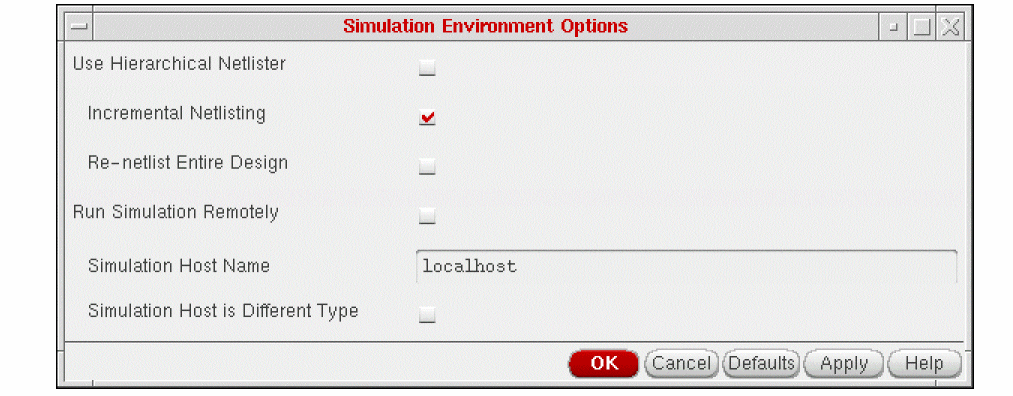 Simulation Environment Options
Use Hierarchical Netlister
Incremental Netlisting
Re-netlist Entire Design
Run Simulation Remotely
Simulation Host Name localhost
Simulation Host is Different Type
OK Cancel Defaults Apply Help